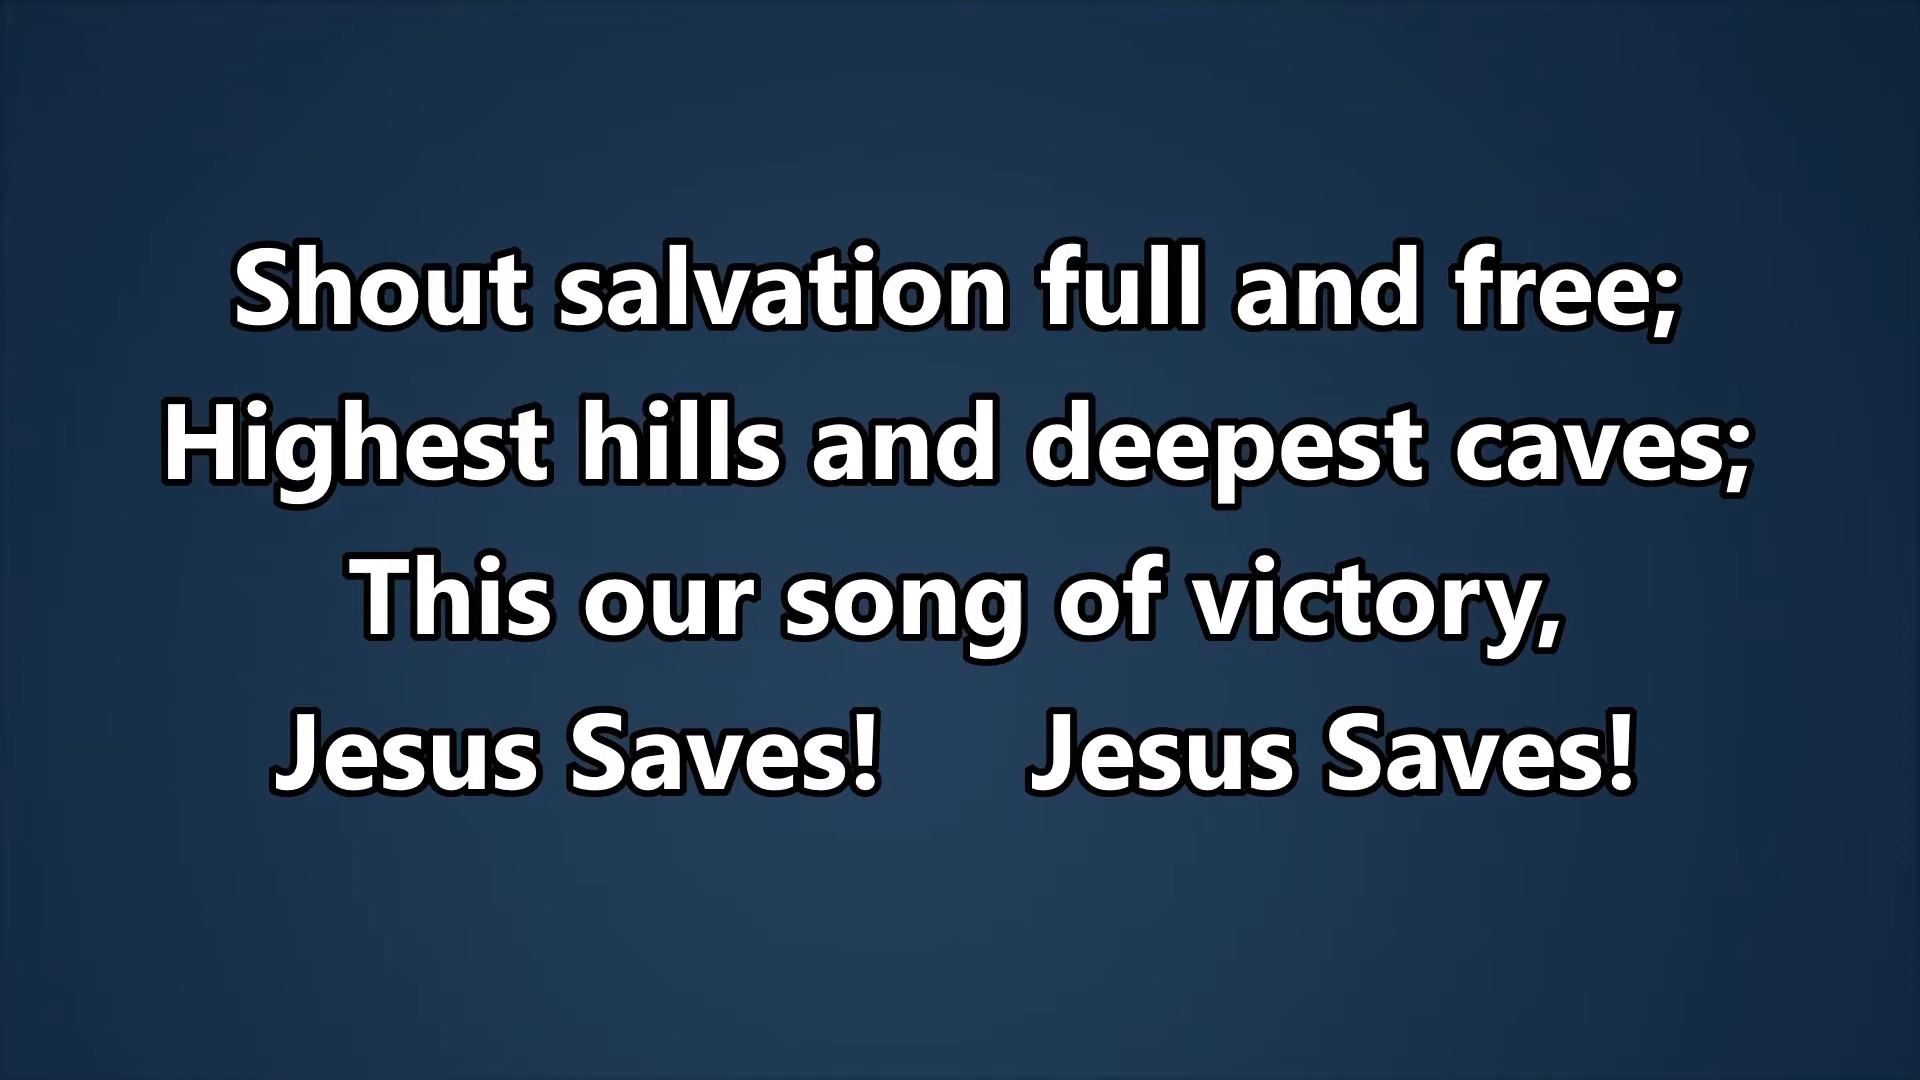 Shout salvation full and free;
Highest hills and deepest caves;
This our song of victory,
Jesus Saves! Jesus Saves!